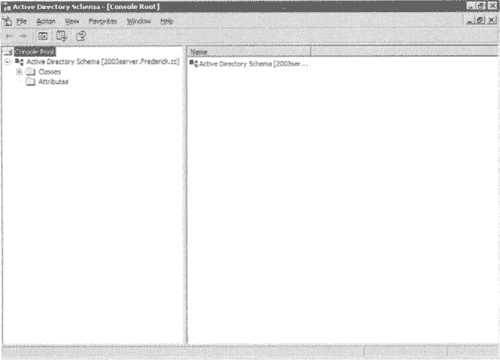 Active Directory Schema - [Console Root]
File Action View Favorites Window Help
Console Root
Name
Active Directory Schema [2003server.Frederick.cc]
Active Directory Schema [2003ser...
Classes
Attributes